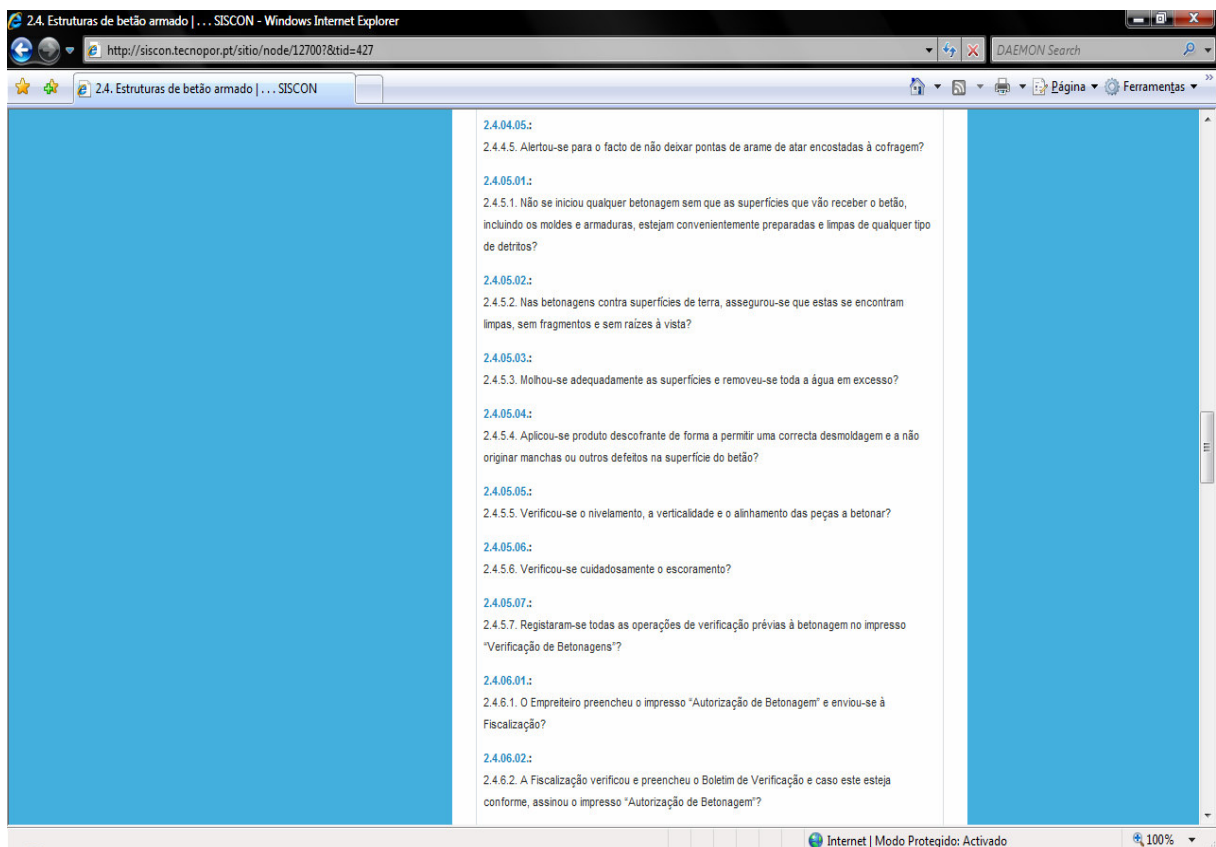 2.4. Estruturas de betão armado | . . . SISCON - Windows Internet Explorer
http://siscon.tecnopor.pt/sitio/node/12700?&tid=427
DAEMON Search
2.4. Estruturas de betão armado | . . . SISCON
Página
Ferramentas
2.4.04.05.:
2.4.4.5. Alertou-se para o facto de não deixar pontas de arame de atar encostadas à cofragem?
2.4.05.01.:
2.4.5.1. Não se iniciou qualquer betonagem sem que as superfícies que vão receber o betão,
incluindo os moldes e armaduras, estejam convenientemente preparadas e limpas de qualquer tipo
de detritos?
2.4.05.02.:
2.4.5.2. Nas betonagens contra superfícies de terra, assegurou-se que estas se encontram
limpas, sem fragmentos e sem raízes à vista?
2.4.05.03.:
2.4.5.3. Molhou-se adequadamente as superfícies e removeu-se toda a água em excesso?
2.4.05.04.:
2.4.5.4. Aplicou-se produto descofrante de forma a permitir uma correcta desmoldagem e a não
originar manchas ou outros defeitos na superfície do betão?
2.4.05.05.:
2.4.5.5. Verificou-se o nivelamento, a verticalidade e o alinhamento das peças a betonar?
2.4.05.06.:
2.4.5.6. Verificou-se cuidadosamente o escoramento?
2.4.05.07.:
2.4.5.7. Registaram-se todas as operações de verificação prévias à betonagem no impresso
"Verificação de Betonagens"?
2.4.06.01.:
2.4.6.1. O Empreiteiro preencheu o impresso "Autorização de Betonagem" e enviou-se à
Fiscalização?
2.4.06.02.:
2.4.6.2. A Fiscalização verificou e preencheu o Boletim de Verificação e caso este esteja
conforme, assinou o impresso "Autorização de Betonagem"?
Internet | Modo Protegido: Activado
100%